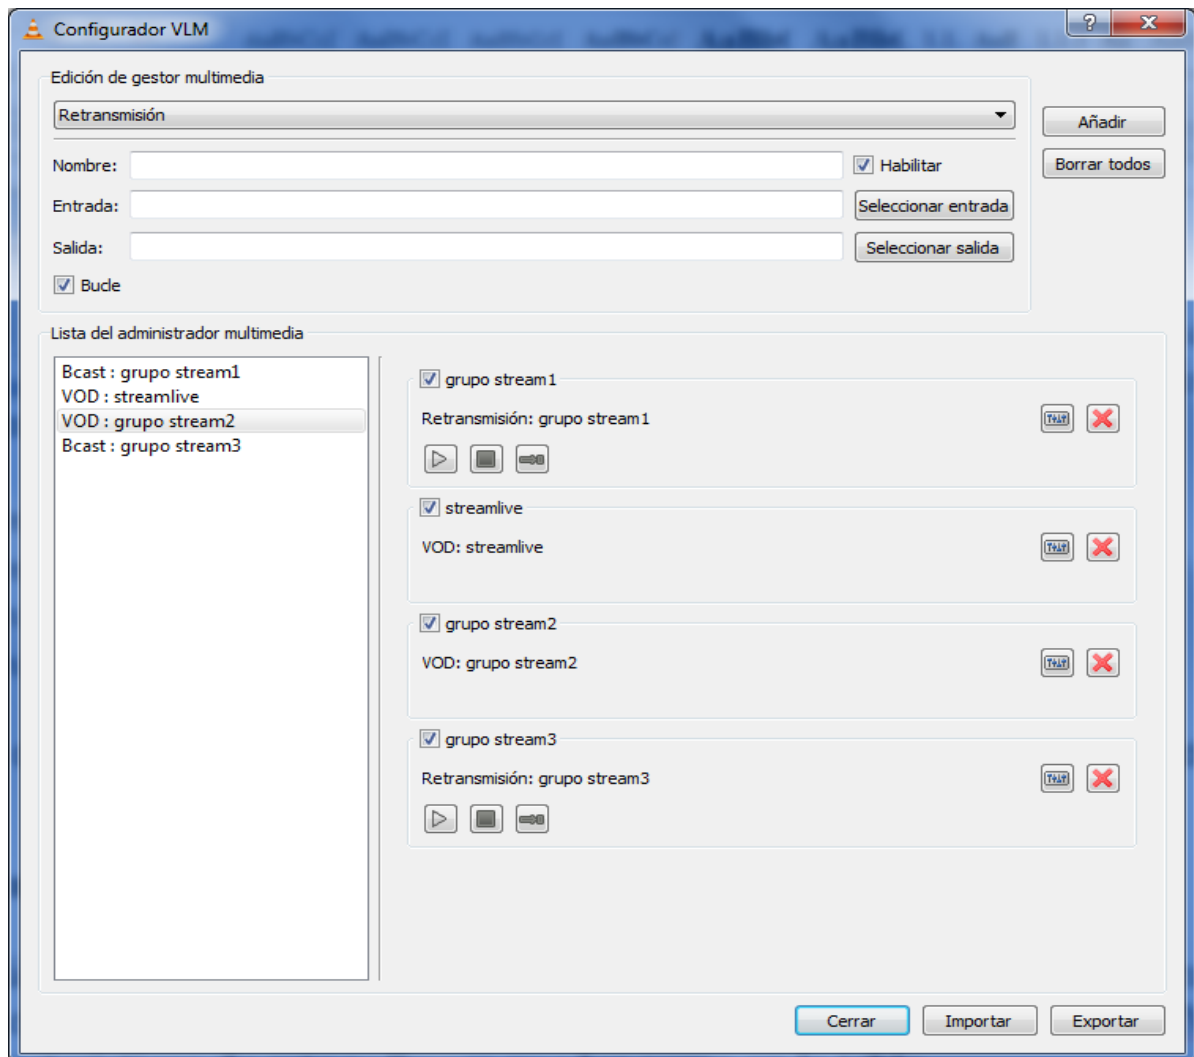 Configurador VLM
Edición de gestor multimedia
Retransmisión
Añadir
Nombre:
Habilitar
Borrar todos
Entrada:
Seleccionar entrada
Salida:
Seleccionar salida
Bucle
Lista del administrador multimedia
Bcast : grupo stream1
VOD : streamlive
VOD : grupo stream2
Bcast : grupo stream3
grupo stream1
Retransmisión: grupo stream1
streamlive
VOD: streamlive
grupo stream2
VOD: grupo stream2
grupo stream3
Retransmisión: grupo stream3
Cerrar
Importar
Exportar